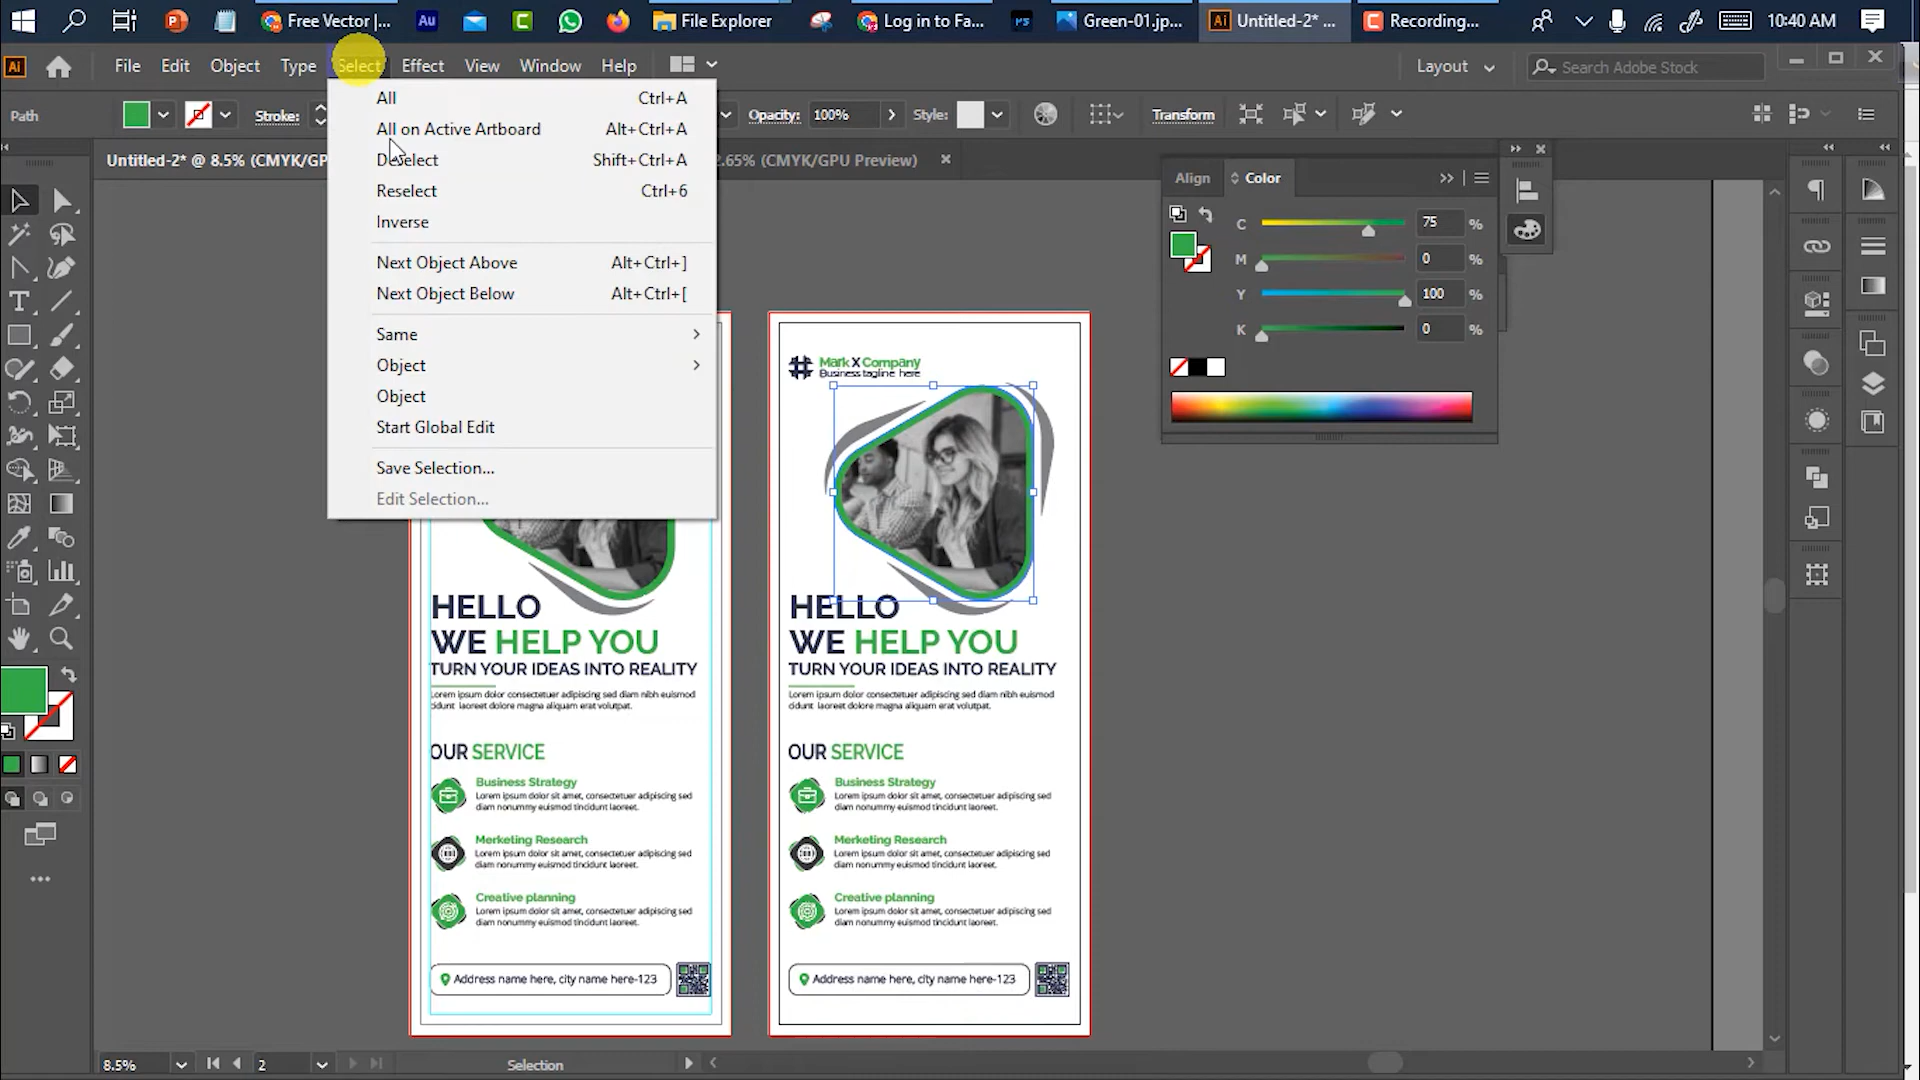 Free Vector |...
Au
File Explorer
Log in to Fa...
PS
Green-01.jp...
Ai
Untitled-2* ...
Recording...
10:40 AM
Ai
File
Edit
Object
Type
Select
Effect
View
Window
Help
Layout
Search Adobe Stock
Path
Stroke:
Opacity:
100%
Style:
Transform
Untitled-2* @ 8.5% (CMYK/GP
2.65% (CMYK/GPU Preview)
All Ctrl+A
All on Active Artboard Alt+Ctrl+A
Deselect Shift+Ctrl+A
Reselect Ctrl+6
Inverse
Next Object Above Alt+Ctrl+]
Next Object Below Alt+Ctrl+[
Same
Object
Object
Start Global Edit
Save Selection...
Edit Selection...
Align
Color
C 75 %
M 0 %
Y 100 %
K 0 %
HELLO
WE HELP YOU
TURN YOUR IDEAS INTO REALITY
Lorem ipsum dolor consectetuer adipiscing sed diam nibh euismod
cidunt laoreet dolore magna aliquam erat volutpat.
OUR SERVICE
Business Strategy
Lorem ipsum dolor sit amet, consectetuer adipiscing sed
diam nonummy euismod tincidunt laoreet.
Merketing Research
Lorem ipsum dolor sit amet, consectetuer adipiscing sed
diam nonummy euismod tincidunt laoreet.
Creative planning
Lorem ipsum dolor sit amet, consectetuer adipiscing sed
diam nonummy euismod tincidunt laoreet.
Address name here, city name here-123
Mark X Company
Business tagline here
HELLO
WE HELP YOU
TURN YOUR IDEAS INTO REALITY
Lorem ipsum dolor consectetuer adipiscing sed diam nibh euismod
cidunt laoreet dolore magna aliquam erat volutpat.
OUR SERVICE
Business Strategy
Lorem ipsum dolor sit amet, consectetuer adipiscing sed
diam nonummy euismod tincidunt laoreet.
Merketing Research
Lorem ipsum dolor sit amet, consectetuer adipiscing sed
diam nonummy euismod tincidunt laoreet.
Creative planning
Lorem ipsum dolor sit amet, consectetuer adipiscing sed
diam nonummy euismod tincidunt laoreet.
Address name here, city name here-123
8.5%
2
Selection